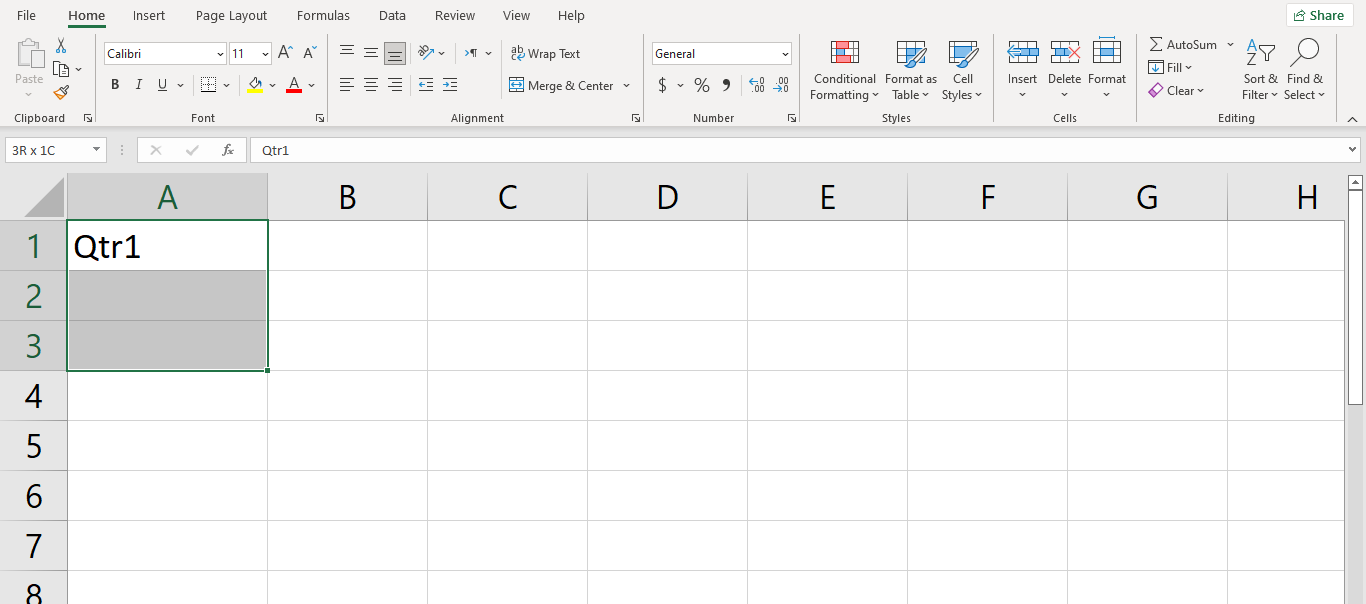 File Home Insert Page Layout Formulas Data Review View Help Share
Calibri 11 A A ab Wrap Text General AutoSum A Z
Paste Conditional Format as Cell Insert Delete Format Fill Sort & Find &
B I U A Merge & Center $ % 9 .00 Formatting Table Styles Clear Filter Select
Clipboard Font Alignment Number Styles Cells Editing
3R x 1C fx Qtr1
A B C D E F G H
1 Qtr1
2
3
4
5
6
7
8